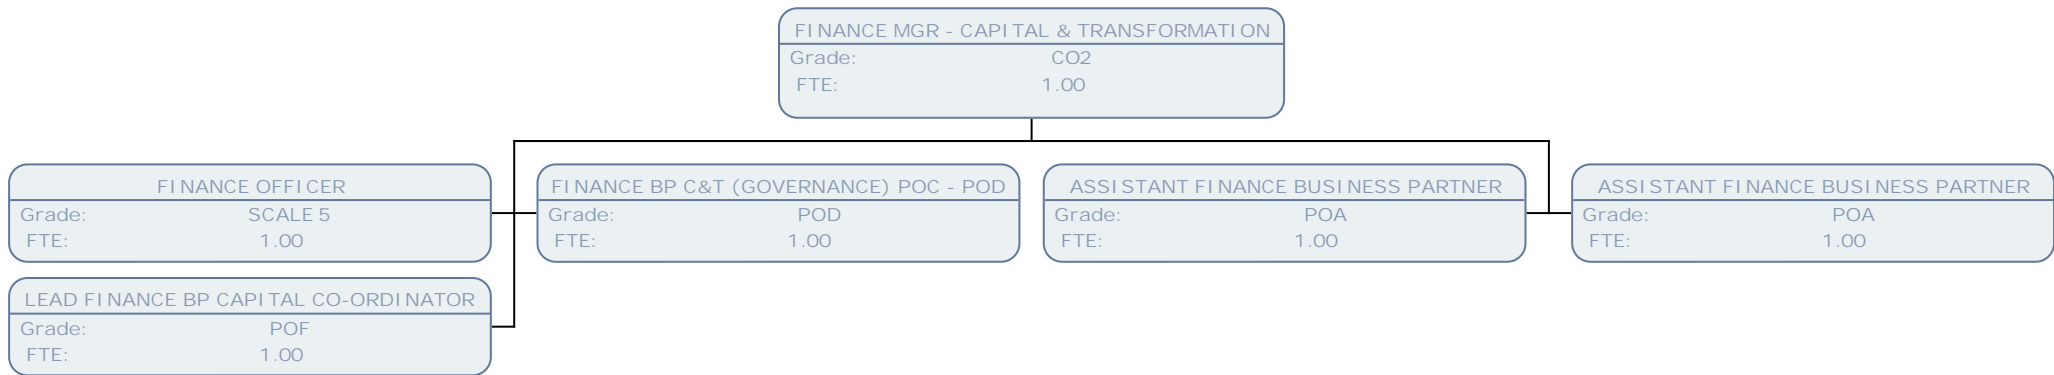 FINANCE MGR - CAPITAL & TRANSFORMATION
Grade: CO2
FTE: 1.00
FINANCE OFFICER
Grade: SCALE 5
FTE: 1.00
FINANCE BP C&T (GOVERNANCE) POC - POD
Grade: POD
FTE: 1.00
ASSISTANT FINANCE BUSINESS PARTNER
Grade: POA
FTE: 1.00
ASSISTANT FINANCE BUSINESS PARTNER
Grade: POA
FTE: 1.00
LEAD FINANCE BP CAPITAL CO-ORDINATOR
Grade: POF
FTE: 1.00